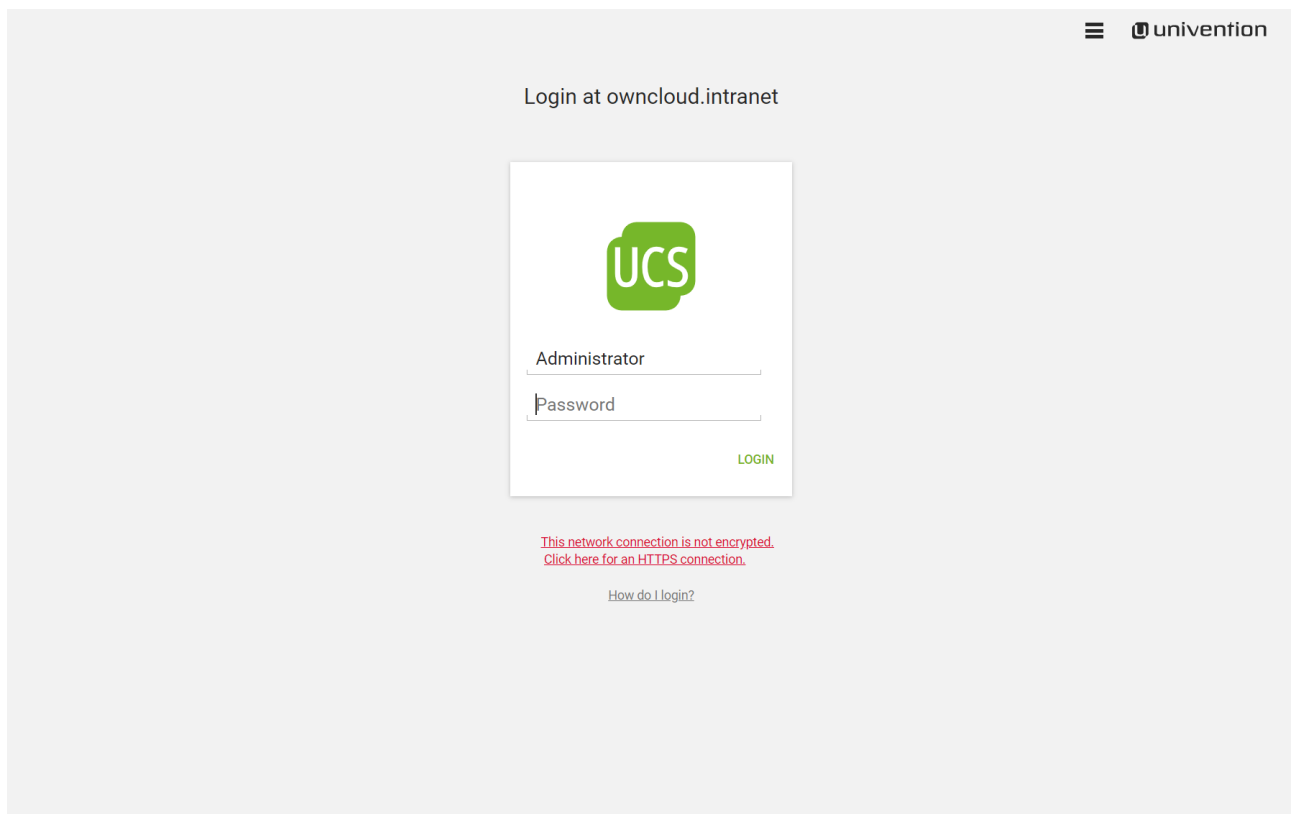 univention
Login at owncloud.intranet
UCS
Administrator
Password
LOGIN
This network connection is not encrypted.
Click here for an HTTPS connection.
How do I login?